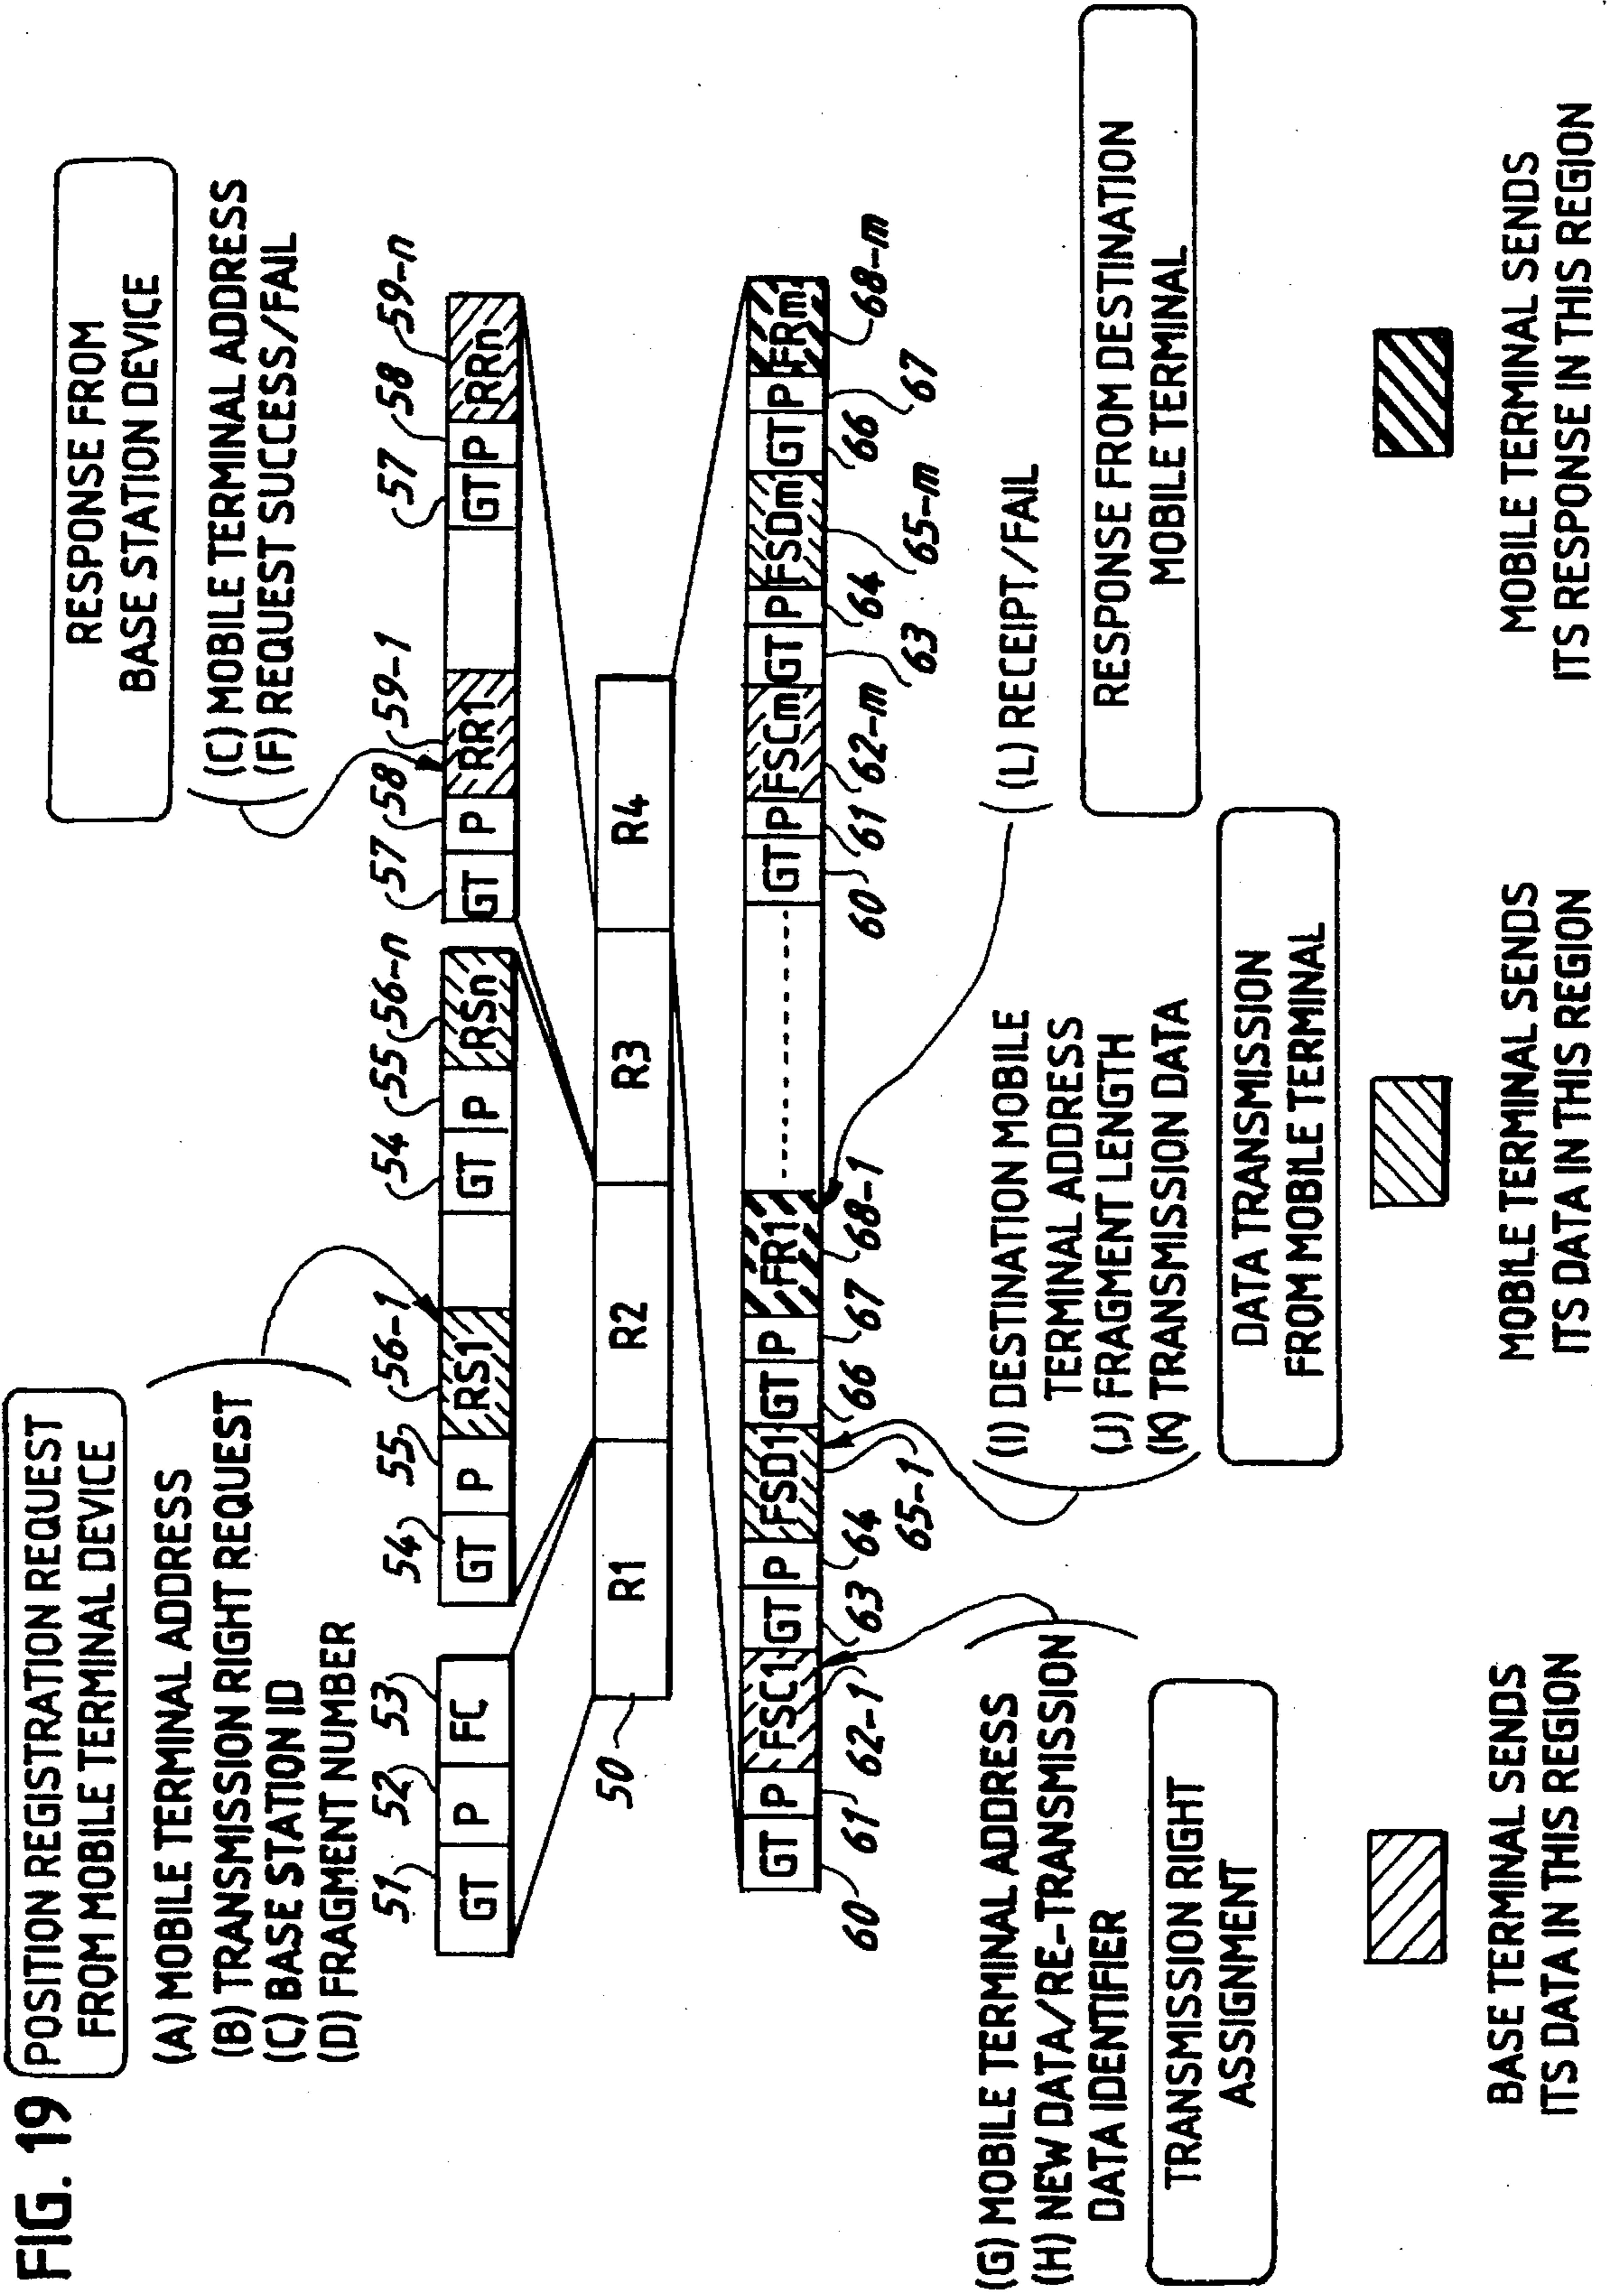 FIG. 19
POSITION REGISTRATION REQUEST
FROM MOBILE TERMINAL DEVICE
(A) MOBILE TERMINAL ADDRESS
(B) TRANSMISSION RIGHT REQUEST
(C) BASE STATION ID
(D) FRAGMENT NUMBER
RESPONSE FROM
BASE STATION DEVICE
(C) MOBILE TERMINAL ADDRESS
(F) REQUEST SUCCESS/FAIL
51 52 53 54 55 56-1 54 55 56-n 57 58 59-1 57 58 59-n
GT P FC GT P RS1 GT P RSn GT P RR1 GT P RRn
R1 R2 R3 R4
50
GT P FSC1 GT P FSD1 GT P FR1 GT P FSCm GT P FSDm GT P FRm
60 61 62-1 63 64 65-1 66 67 68-1 60 61 62-m 63 64 65-m 66 67 68-m
(G) MOBILE TERMINAL ADDRESS
(H) NEW DATA/RE-TRANSMISSION
DATA IDENTIFIER
TRANSMISSION RIGHT
ASSIGNMENT
(I) DESTINATION MOBILE
TERMINAL ADDRESS
(J) FRAGMENT LENGTH
(K) TRANSMISSION DATA
DATA TRANSMISSION
FROM MOBILE TERMINAL
(L) RECEIPT/FAIL
RESPONSE FROM DESTINATION
MOBILE TERMINAL
BASE TERMINAL SENDS
ITS DATA IN THIS REGION
MOBILE TERMINAL SENDS
ITS DATA IN THIS REGION
MOBILE TERMINAL SENDS
ITS RESPONSE IN THIS REGION